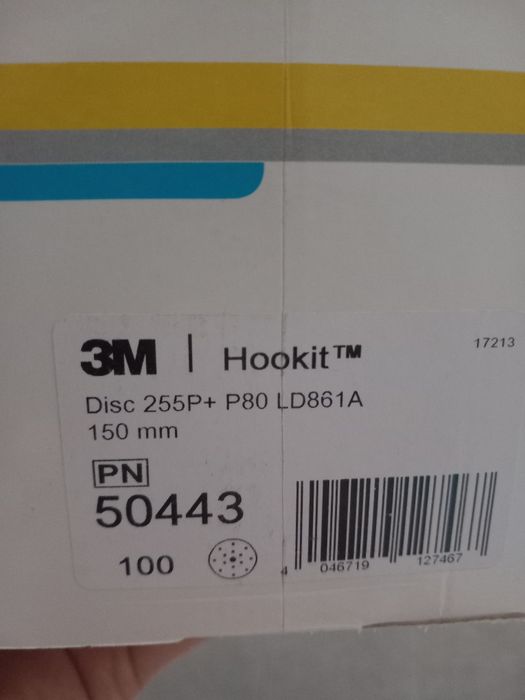 3M | Hookit™
17213
Disc 255P+ P80 LD861A
150 mm
PN
50443
100
4 046719 127467